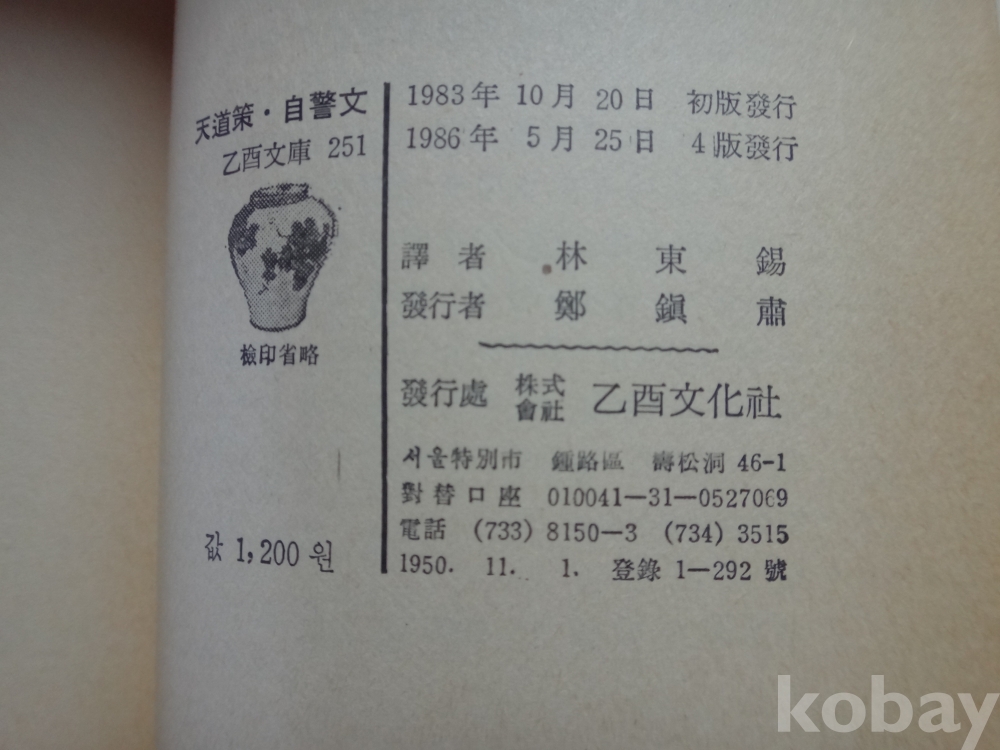 天道策·自警文
乙酉文庫 251
檢印省略
값 1,200 원
1983年 10月 20日 初版發行
1986年 5月 25日 4版發行
譯者 林東錫
發行者 鄭鎭肅
發行處 株式會社 乙酉文化社
서울特別市 鍾路區 壽松洞 46-1
對替口座 010041-31-0527069
電話 (733) 8150-3 (734) 3515
1950. 11. 1. 登錄 1-292 號
kobay